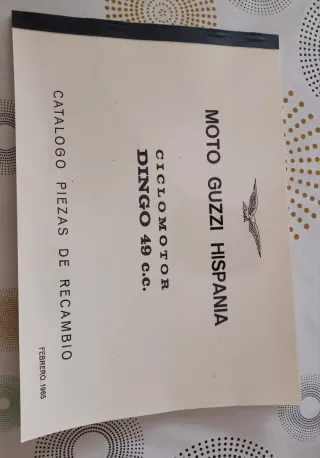 MOTO GUZZI HISPANIA
CICLOMOTOR
DINGO 49 c.c.
CATALOGO PIEZAS DE RECAMBIO
FEBRERO 1965